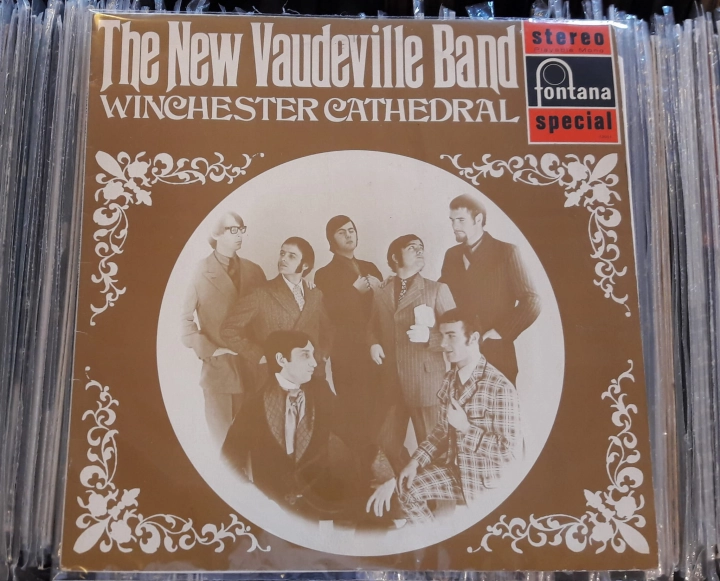 The New Vaudeville Band
WINCHESTER CATHEDRAL
stereo
fontana
special